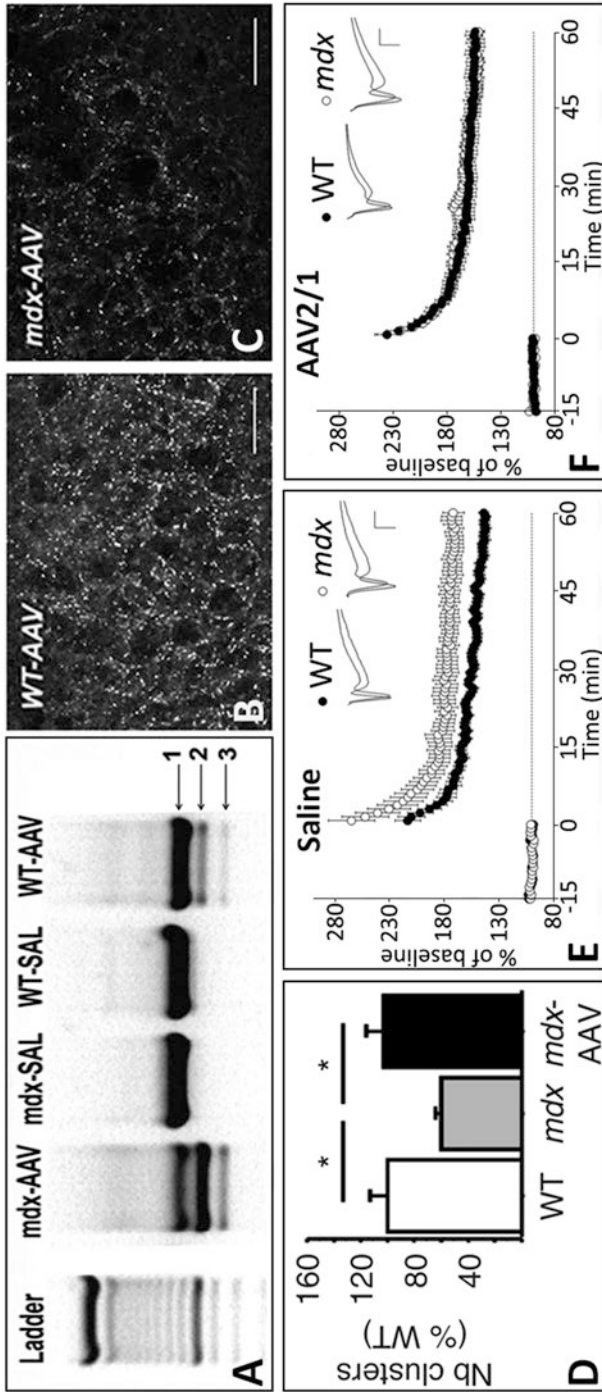 A
Ladder
mdx-AAV
mdx-SAL
WT-SAL
WT-AAV
1
2
3
B
WT-AAV
C
mdx-AAV
D
Nb clusters
(% WT)
160
120
80
40
0
*
*
WT
mdx
mdx-
AAV
E
Saline
WT
mdx
% of baseline
280
230
180
130
80
-15
0
15
30
45
60
Time (min)
F
AAV2/1
WT
mdx
% of baseline
280
230
180
130
80
-15
0
15
30
45
60
Time (min)